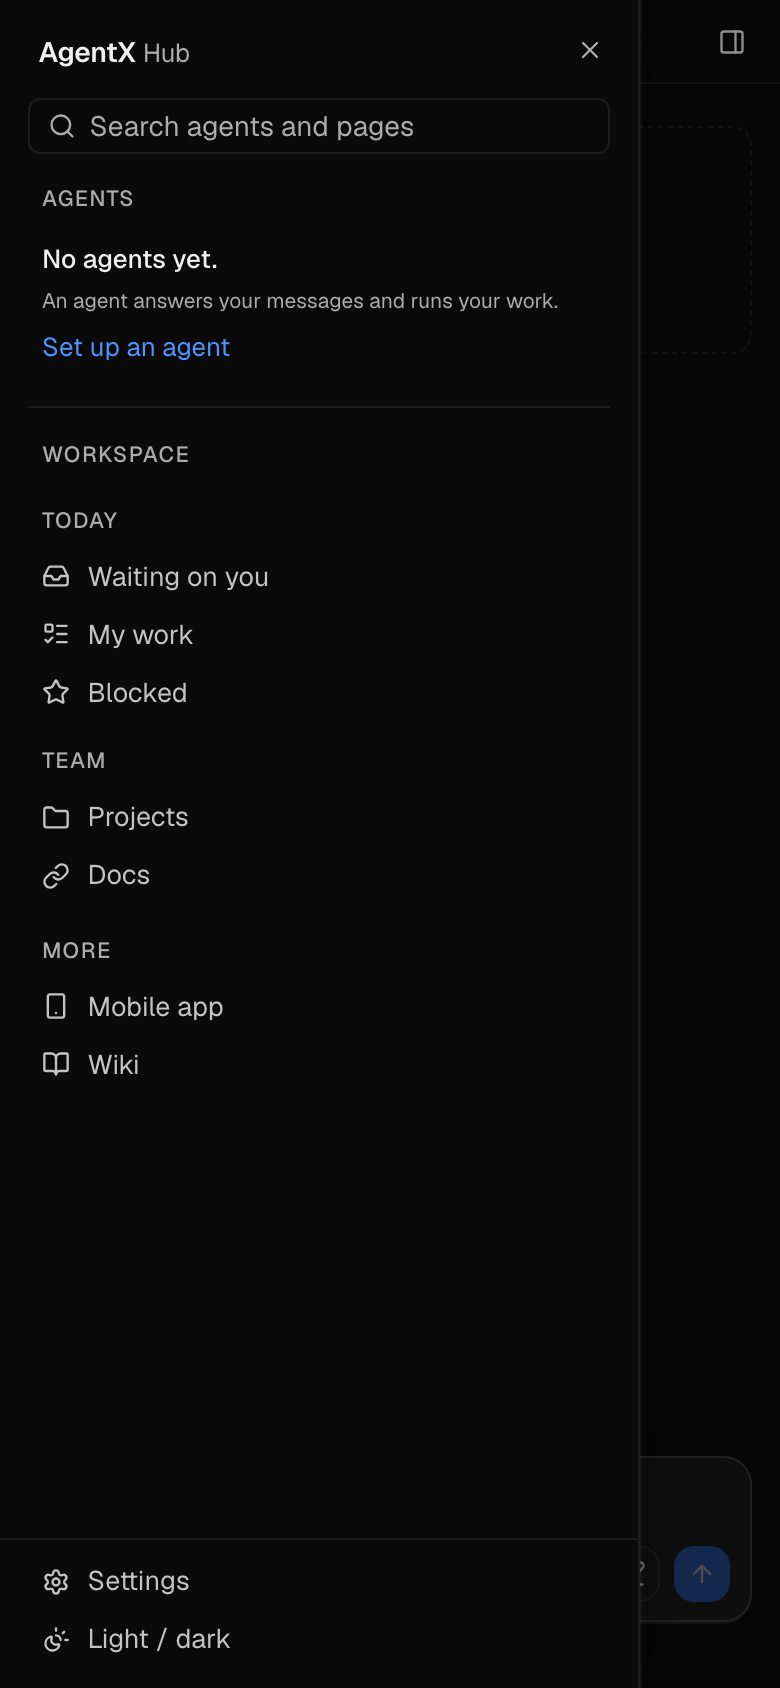 AgentX Hub
Search agents and pages
AGENTS
No agents yet.
An agent answers your messages and runs your work.
Set up an agent
WORKSPACE
TODAY
Waiting on you
My work
Blocked
TEAM
Projects
Docs
MORE
Mobile app
Wiki
Settings
Light / dark